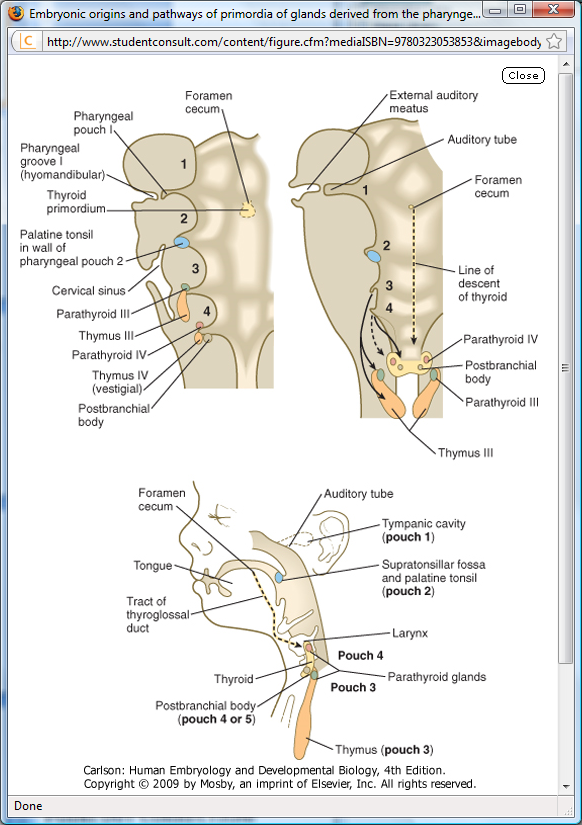 Embryonic origins and pathways of primordia of glands derived from the pharynge...
http://www.studentconsult.com/content/figure.cfm?mediaISBN=9780323053853&imagebody
Close
Foramen
cecum
Pharyngeal
pouch I
Pharyngeal
groove I
(hyomandibular)
Thyroid
primordium
Palatine tonsil
in wall of
pharyngeal pouch 2
Cervical sinus
Parathyroid III
Thymus III
Parathyroid IV
Thymus IV
(vestigial)
Postbranchial
body
1
2
3
4
External auditory
meatus
Auditory tube
Foramen
cecum
Line of
descent
of thyroid
Parathyroid IV
Postbranchial
body
Parathyroid III
Thymus III
1
2
3
4
Foramen
cecum
Auditory tube
Tympanic cavity
(pouch 1)
Tongue
Supratonsillar fossa
and palatine tonsil
(pouch 2)
Tract of
thyroglossal
duct
Larynx
Pouch 4
Thyroid
Parathyroid glands
Pouch 3
Postbranchial body
(pouch 4 or 5)
Thymus (pouch 3)
Carlson: Human Embryology and Developmental Biology, 4th Edition.
Copyright © 2009 by Mosby, an imprint of Elsevier, Inc. All rights reserved.
Done